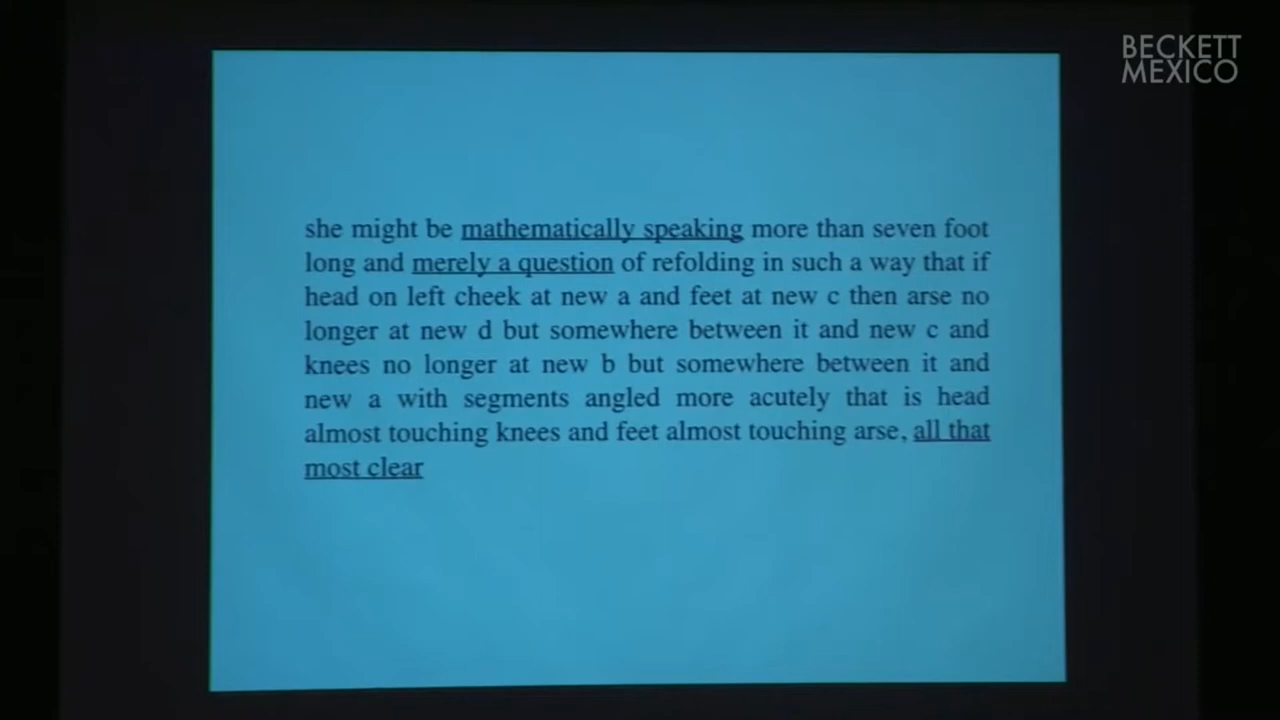 BECKETT
MEXICO
she might be mathematically speaking more than seven foot
long and merely a question of refolding in such a way that if
head on left cheek at new a and feet at new c then arse no
longer at new d but somewhere between it and new c and
knees no longer at new b but somewhere between it and
new a with segments angled more acutely that is head
almost touching knees and feet almost touching arse, all that
most clear